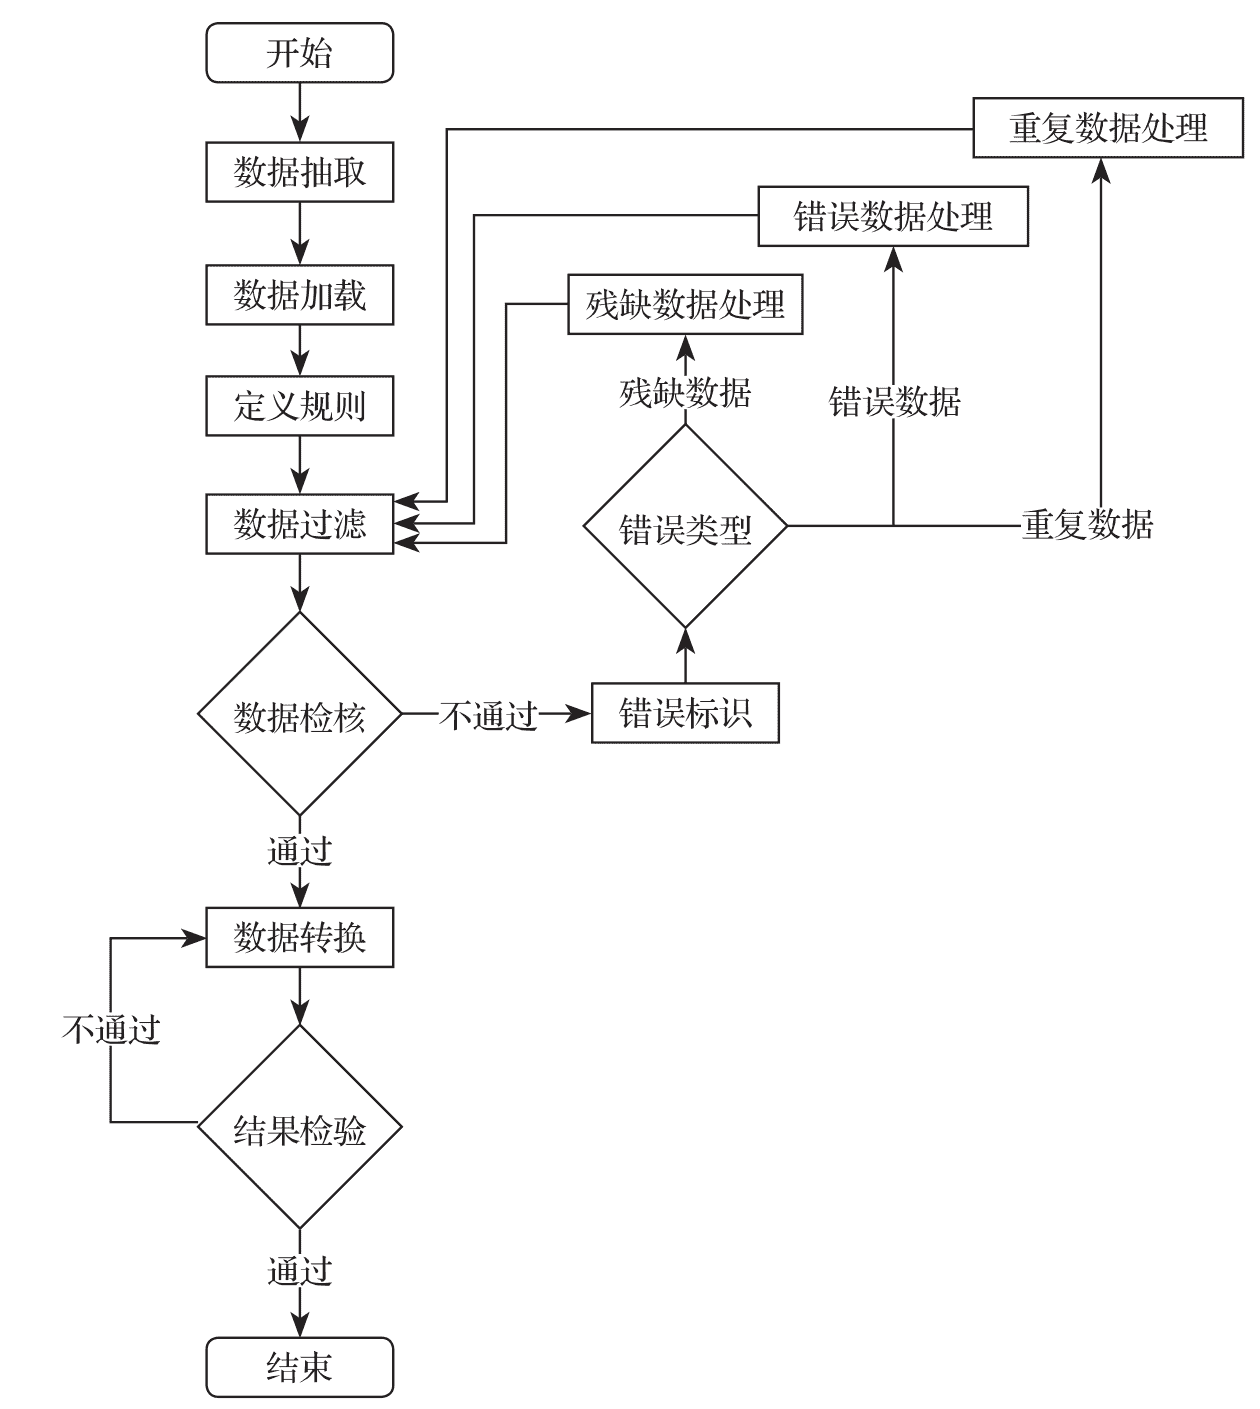 开始
重复数据处理
数据抽取
错误数据处理
数据加载
残缺数据处理
残缺数据
错误数据
定义规则
数据过滤
错误类型
重复数据
数据检核
不通过
错误标识
通过
数据转换
不通过
结果检验
通过
结束